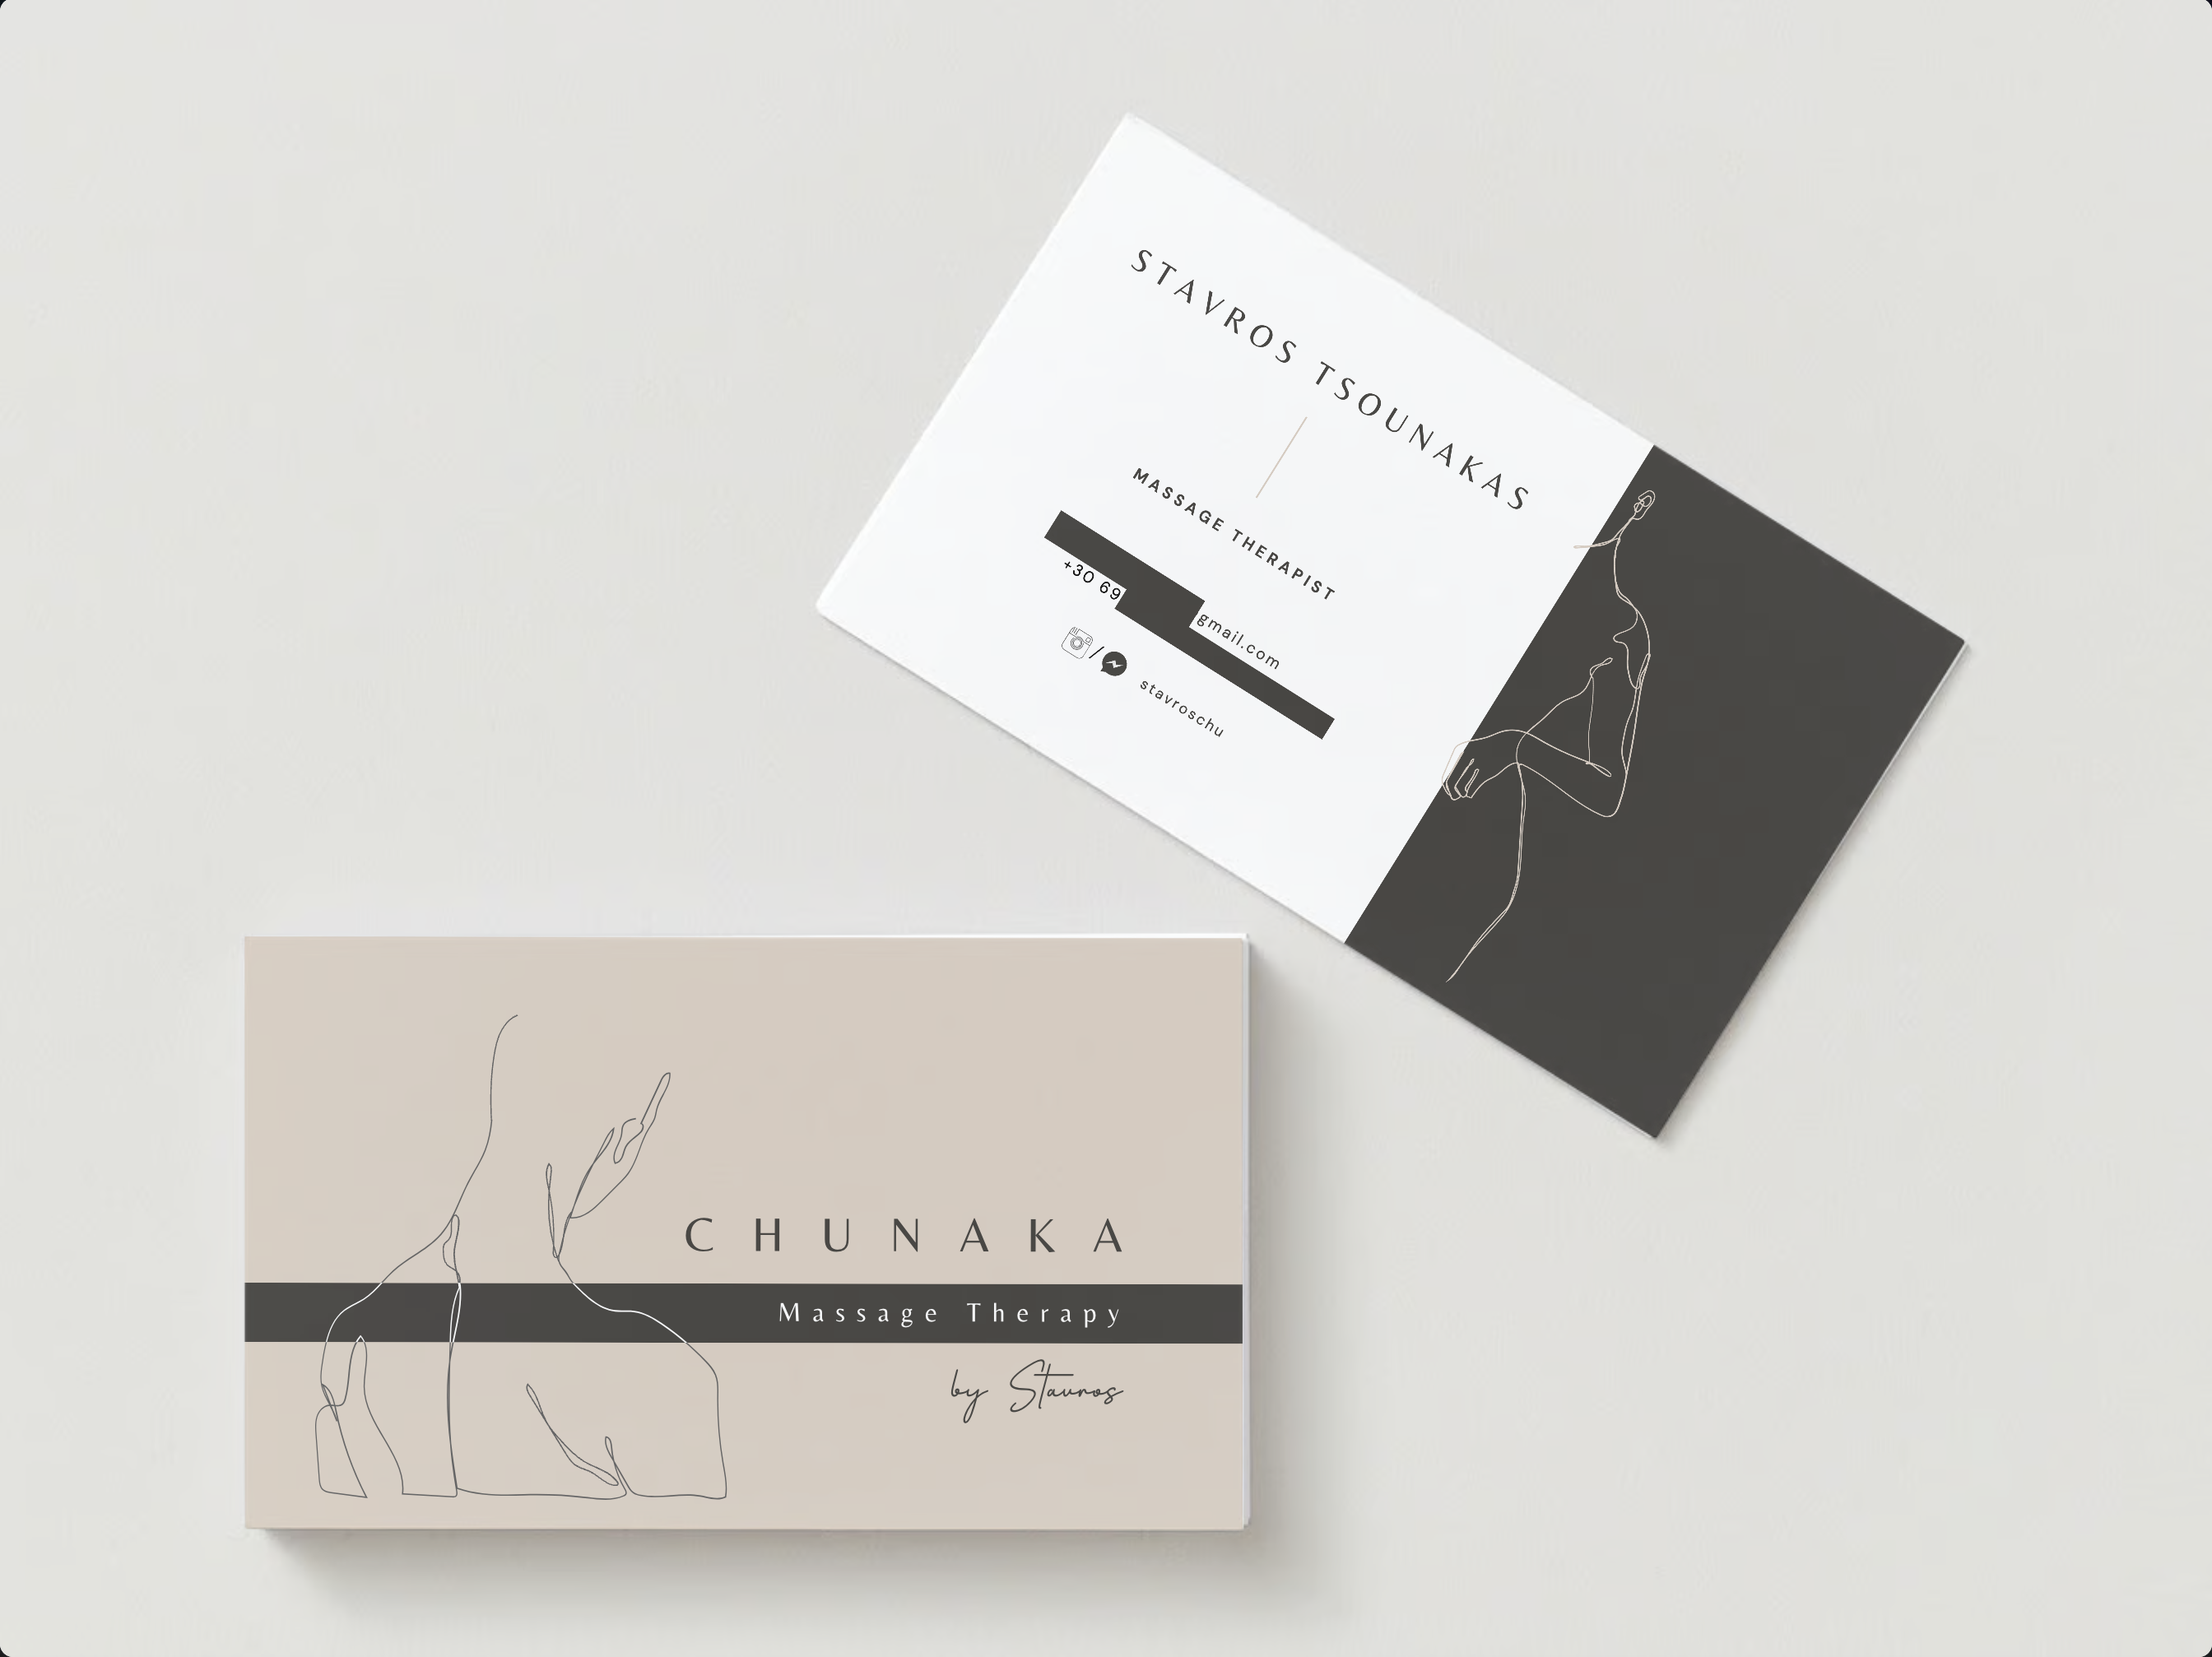 STAVROS TSOUNAKAS
MASSAGE THERAPIST
gmail.com
+30 69
/ stavroschu
CHUNAKA
Massage Therapy
by Stavros